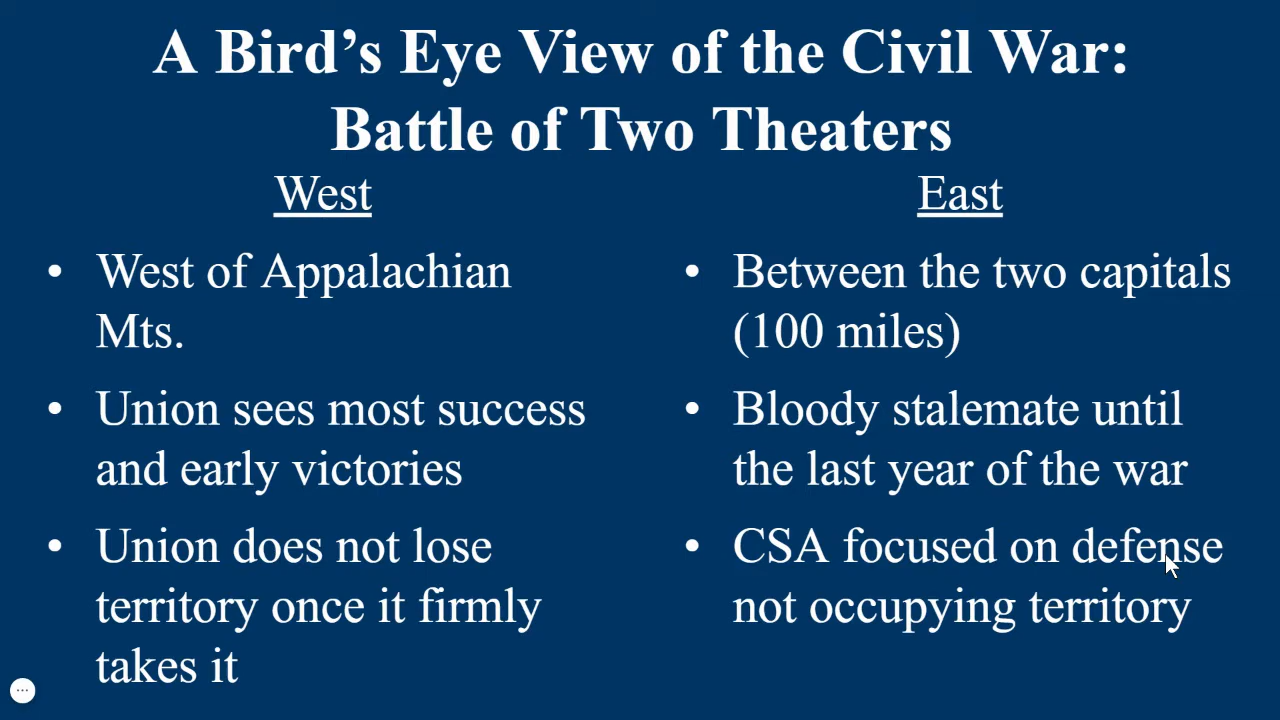 A Bird’s Eye View of the Civil War:
Battle of Two Theaters
West
• West of Appalachian
Mts.
• Union sees most success
and early victories
• Union does not lose
territory once it firmly
takes it
East
• Between the two capitals
(100 miles)
• Bloody stalemate until
the last year of the war
• CSA focused on defense
not occupying territory